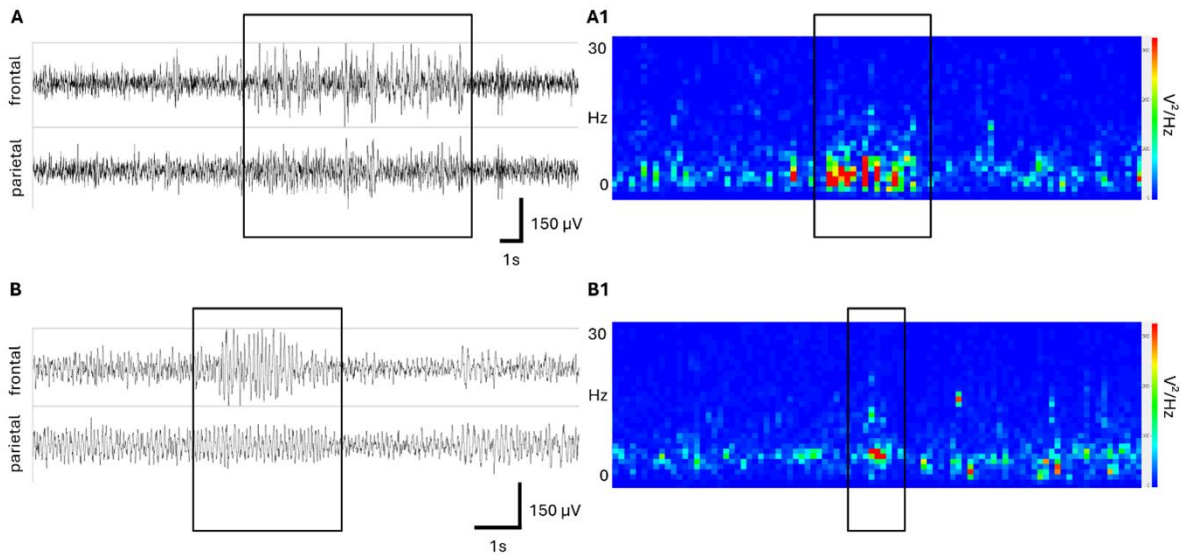 A
frontal
parietal
150 µV
1s
A1
30
Hz
0
V²/Hz
B
frontal
parietal
150 µV
1s
B1
30
Hz
0
V²/Hz